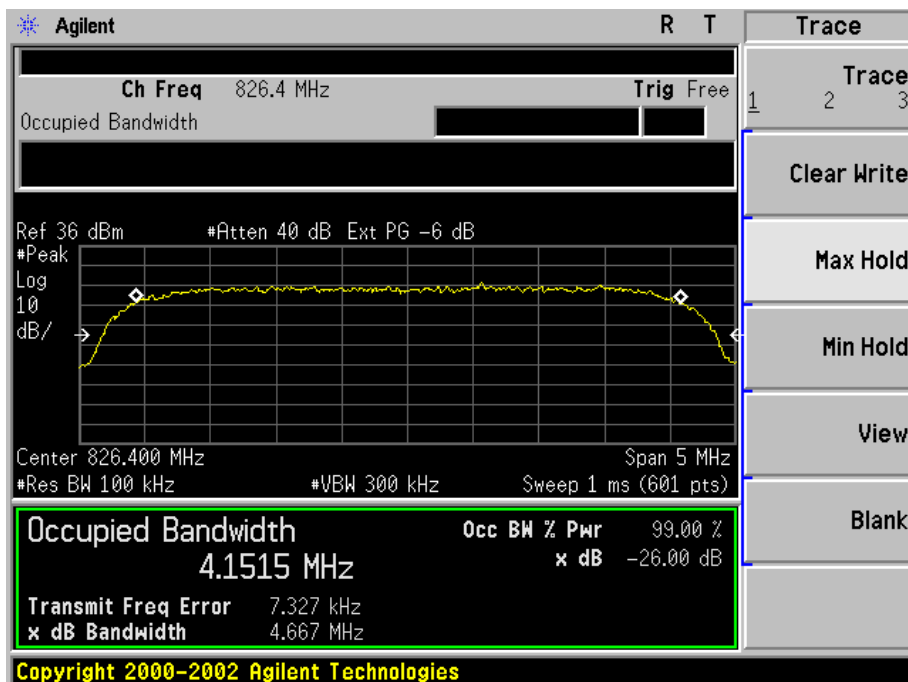 Agilent R T Trace
Ch Freq 826.4 MHz Trig Free
Occupied Bandwidth
Trace
1 2 3
Clear Write
Max Hold
Min Hold
View
Blank
Ref 36 dBm #Atten 40 dB Ext PG -6 dB
#Peak
Log
10
dB/
Center 826.400 MHz Span 5 MHz
#Res BW 100 kHz #VBW 300 kHz Sweep 1 ms (601 pts)
Occupied Bandwidth
4.1515 MHz
Occ BW % Pwr 99.00 %
x dB -26.00 dB
Transmit Freq Error 7.327 kHz
x dB Bandwidth 4.667 MHz
Copyright 2000-2002 Agilent Technologies